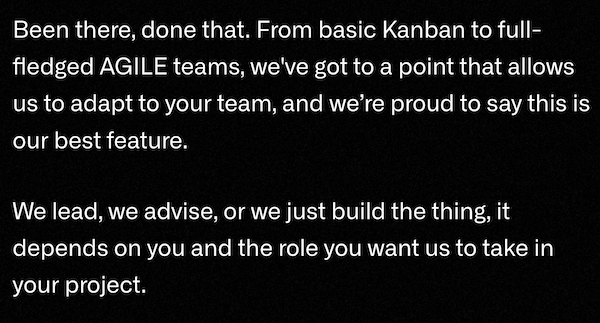 Been there, done that. From basic Kanban to full-
fledged AGILE teams, we've got to a point that allows
us to adapt to your team, and we’re proud to say this is
our best feature.
We lead, we advise, or we just build the thing, it
depends on you and the role you want us to take in
your project.